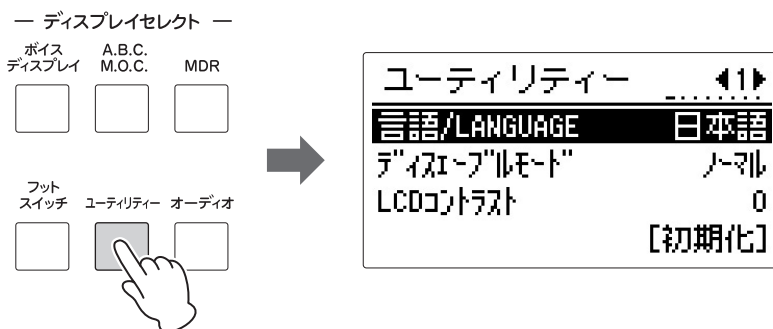 ― ディスプレイセレクト ―
ボイス
ディスプレイ
A.B.C.
M.O.C.
MDR
フット
スイッチ
ユーティリティー
オーディオ
ユーティリティー ◀1▶
言語/LANGUAGE 日本語
ディスエーブルモード ノーマル
LCDコントラスト 0
[初期化]